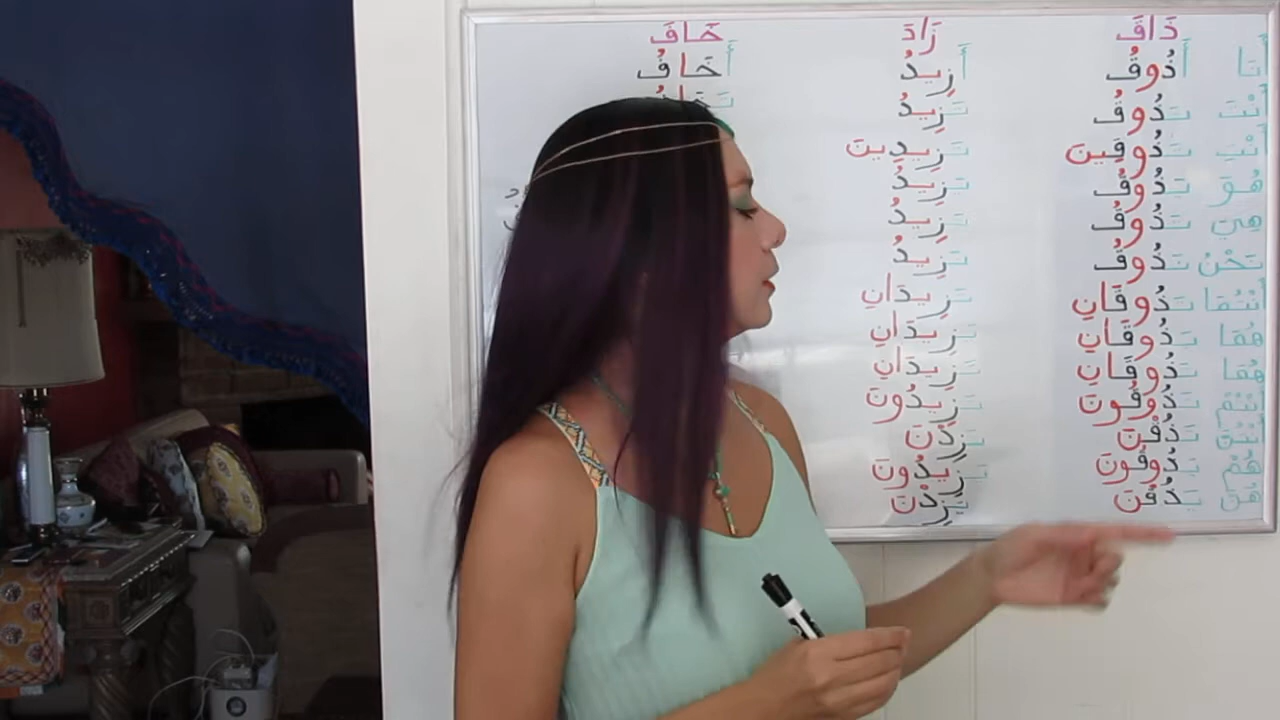 ذَاقَ زَادَ خَافَ
أَنَا أَذُوقُ أَزِيدُ أَخَافُ
أَنْتَ تَذُوقُ تَزِيدُ
أَنْتِ تَذُوقِينَ تَزِيدِينَ
هُوَ يَذُوقُ يَزِيدُ
هِيَ تَذُوقُ تَزِيدُ
نَحْنُ نَذُوقُ نَزِيدُ
أَنْتُمَا تَذُوقَانِ تَزِيدَانِ
هُمَا يَذُوقَانِ يَزِيدَانِ
هُمَا تَذُوقَانِ تَزِيدَانِ
أَنْتُمْ تَذُوقُونَ تَزِيدُونَ
أَنْتُنَّ تَذُقْنَ تَزِدْنَ
هُمْ يَذُوقُونَ يَزِيدُونَ
هُنَّ يَذُقْنَ يَزِدْنَ